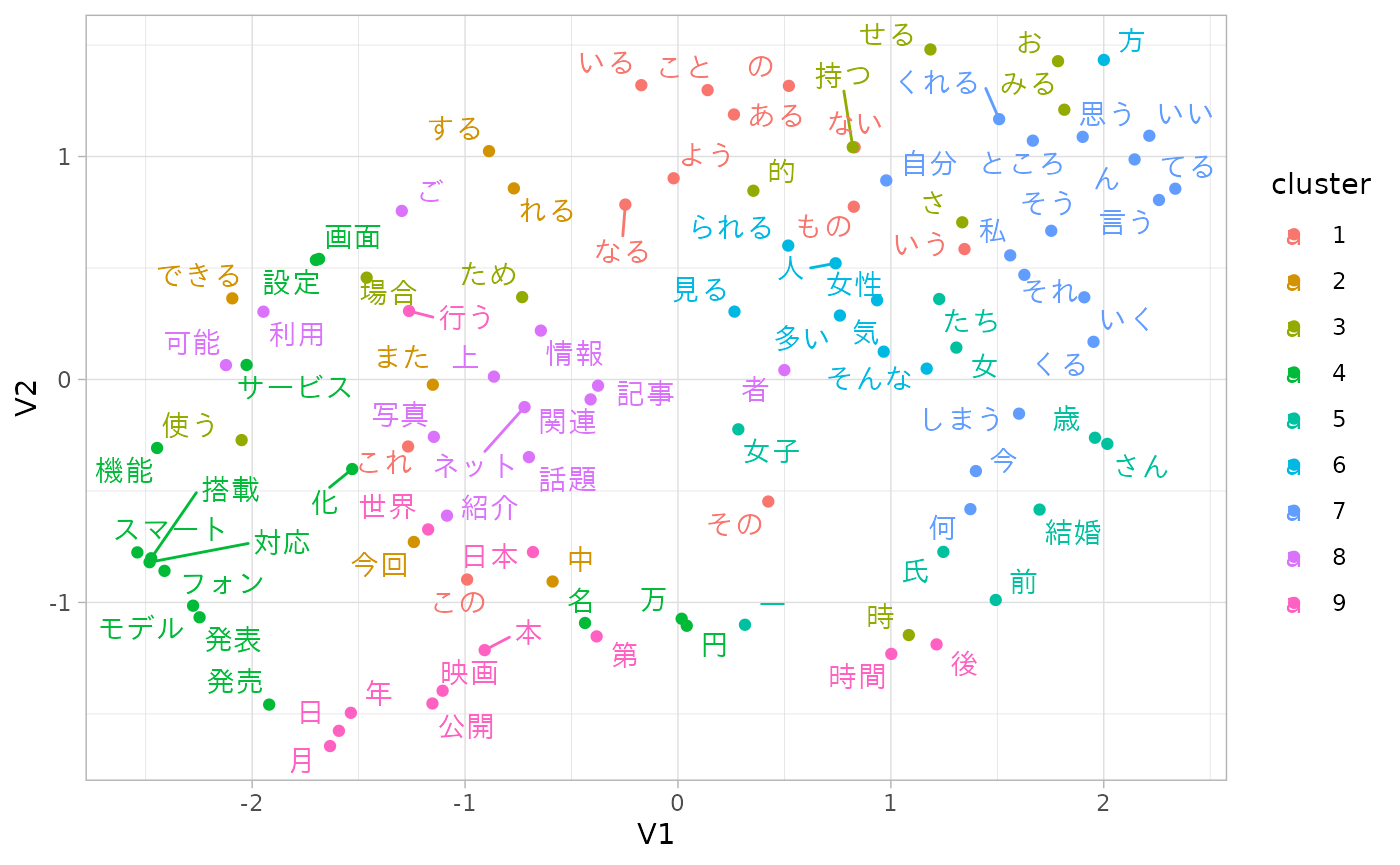 せる
お
方
いる
こと
の
持つ
くれる
みる
ある
ない
思う
いい
する
よう
的
自分
ところ
ん
てる
ご
れる
さ
そう
言う
画面
なる
られる
もの
いう
私
できる
設定
場合
ため
人
女性
見る
それ
行う
たち
いく
可能
利用
また
上
情報
多い
気
サービス
記事
者
そんな
女
くる
使う
写真
関連
しまう
歳
機能
搭載
これ
ネット
話題
女子
今
さん
化
世界
紹介
スマート
対応
その
何
結婚
フォン
今回
日本
中
氏
前
モデル
発表
この
名
万
円
一
時
発売
本
第
時間
後
映画
年
日
公開
月
1
0
-1
-2
-1
0
1
2
V1
V2
cluster
a 1
a 2
a 3
a 4
a 5
a 6
a 7
a 8
a 9